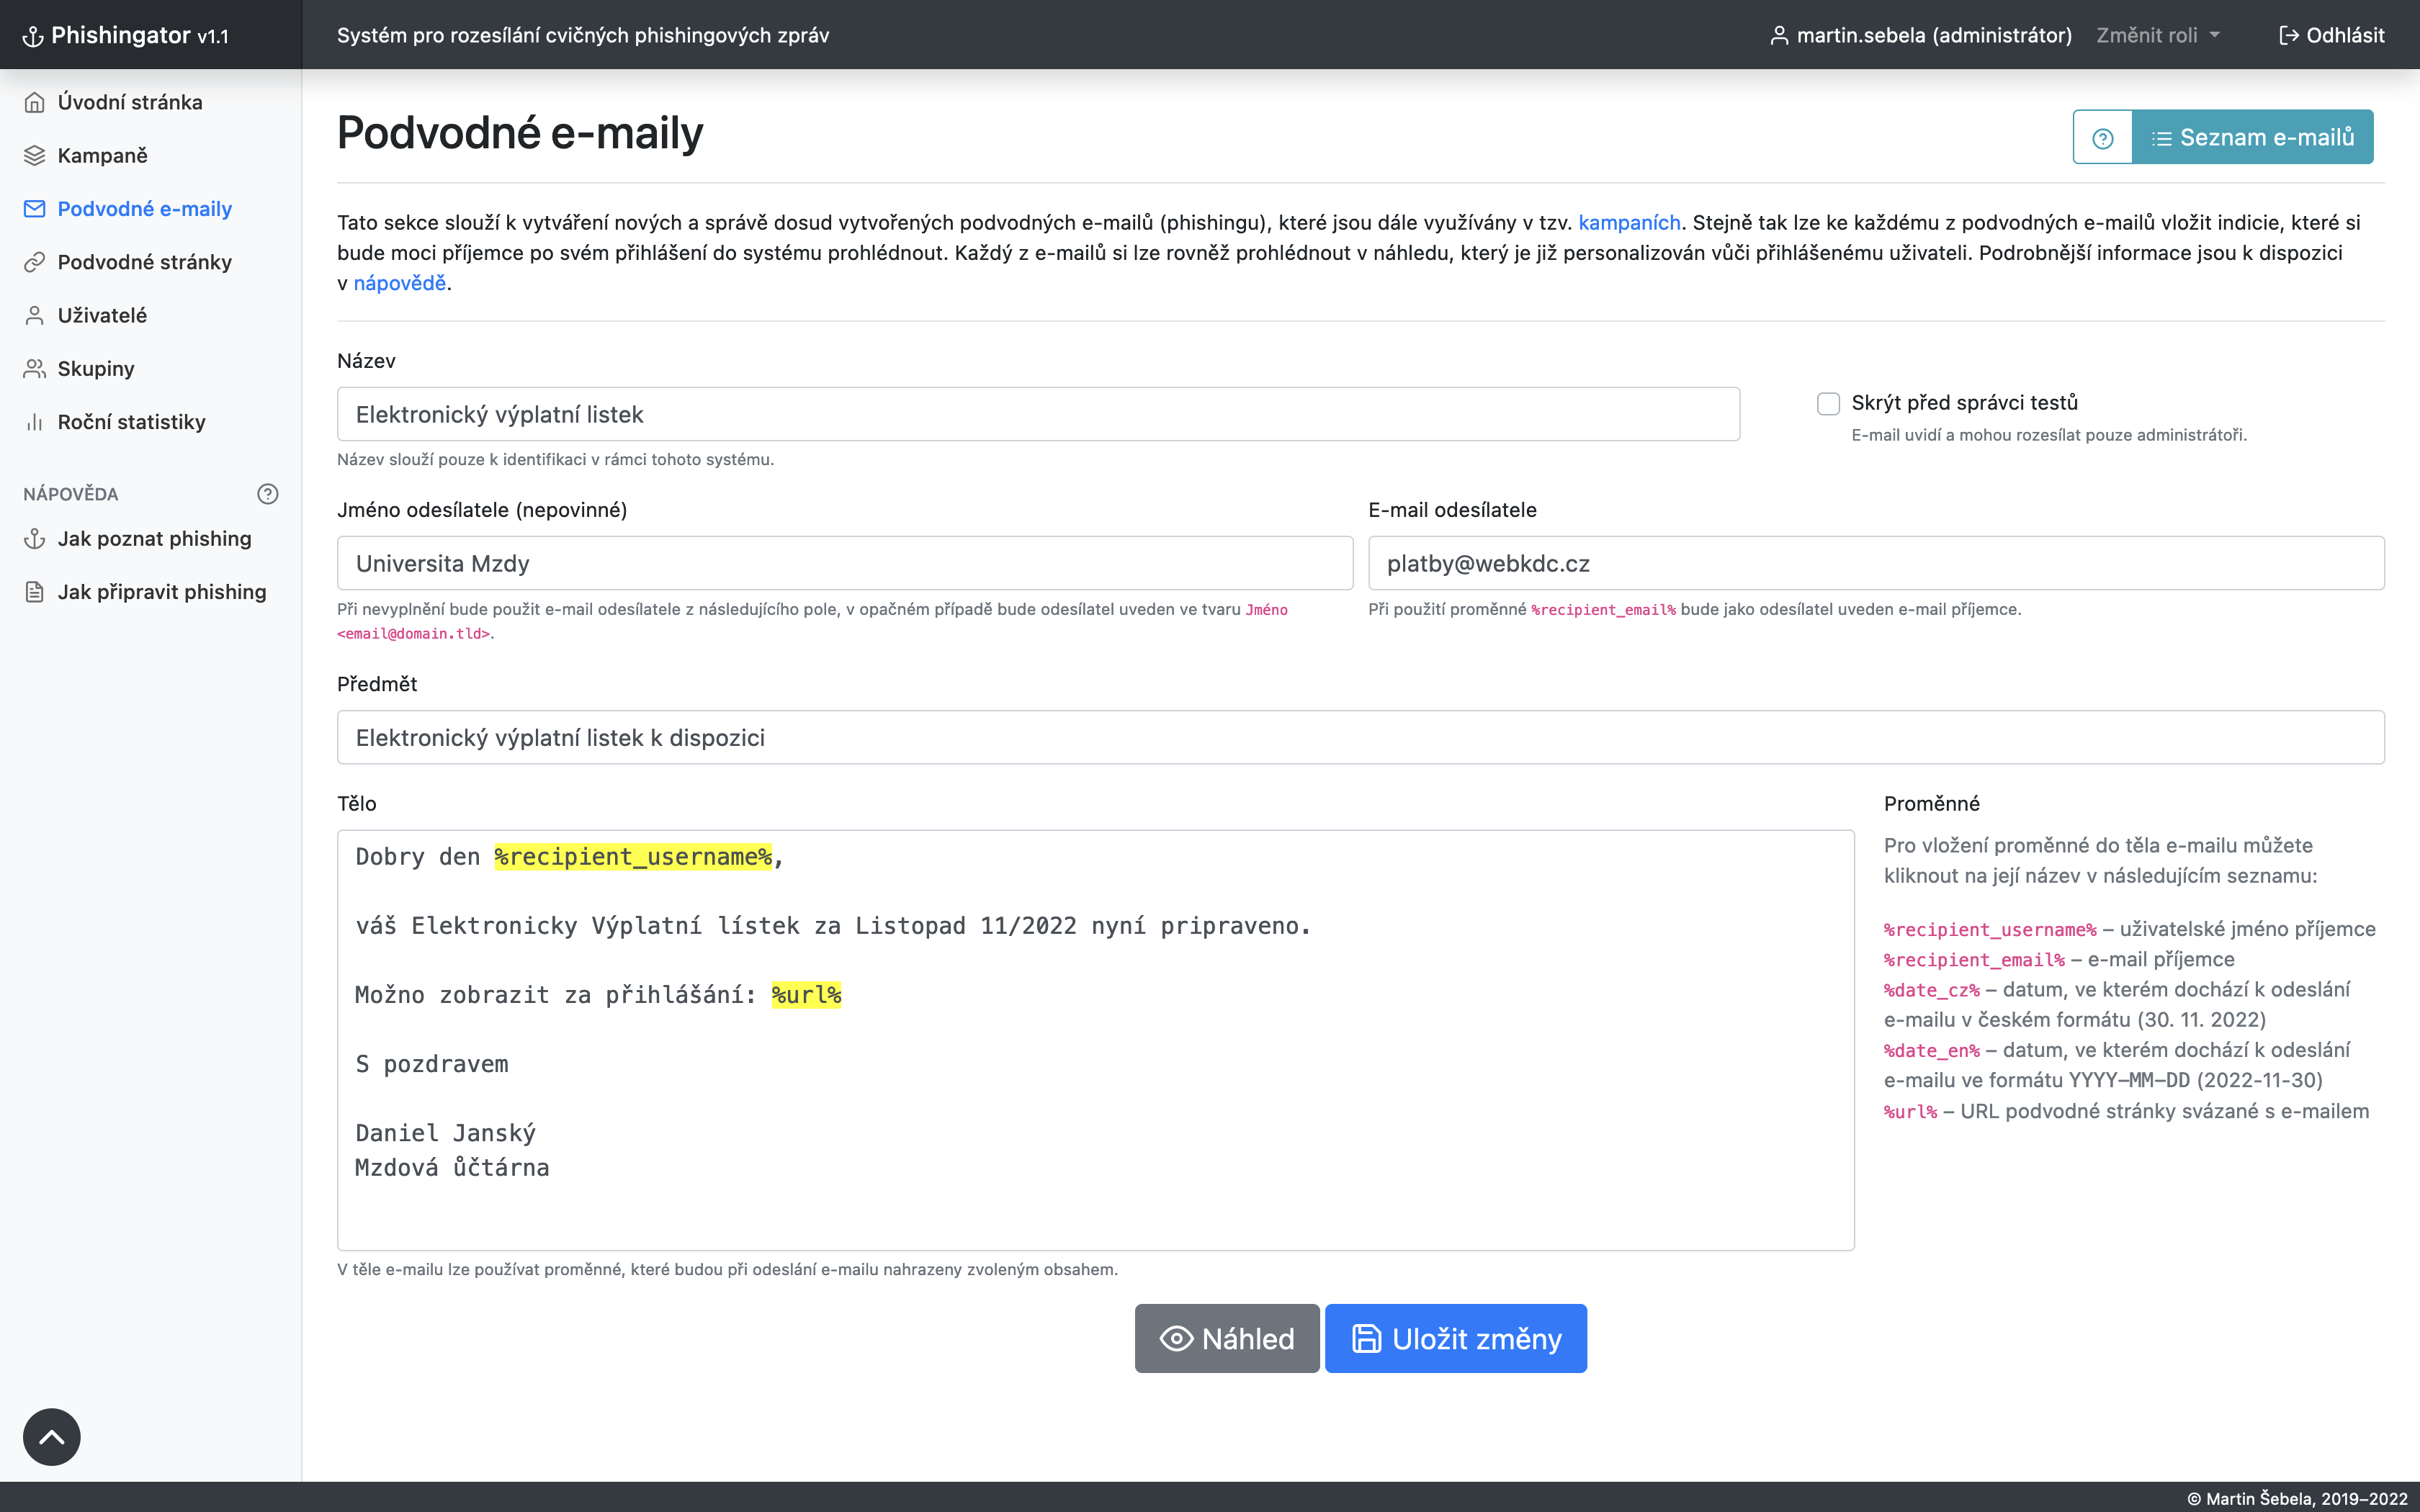 Phishingator v1.1
Systém pro rozesílání cvičných phishingových zpráv
martin.sebela (administrátor)
Změnit roli
Odhlásit
Úvodní stránka
Kampaně
Podvodné e-maily
Podvodné stránky
Uživatelé
Skupiny
Roční statistiky
NÁPOVĚDA
Jak poznat phishing
Jak připravit phishing
Podvodné e-maily
Seznam e-mailů
Tato sekce slouží k vytváření nových a správě dosud vytvořených podvodných e-mailů (phishingu), které jsou dále využívány v tzv. kampaních. Stejně tak lze ke každému z podvodných e-mailů vložit indicie, které si
bude moci příjemce po svém přihlášení do systému prohlédnout. Každý z e-mailů si lze rovněž prohlédnout v náhledu, který je již personalizován vůči přihlášenému uživateli. Podrobnější informace jsou k dispozici
v nápovědě.
Název
Elektronický výplatní listek
Název slouží pouze k identifikaci v rámci tohoto systému.
Skrýt před správci testů
E-mail uvidí a mohou rozesílat pouze administrátoři.
Jméno odesílatele (nepovinné)
Universita Mzdy
Při nevyplnění bude použit e-mail odesílatele z následujícího pole, v opačném případě bude odesílatel uveden ve tvaru Jméno
<email@domain.tld>.
E-mail odesílatele
platby@webkdc.cz
Při použití proměnné %recipient_email% bude jako odesílatel uveden e-mail příjemce.
Předmět
Elektronický výplatní listek k dispozici
Tělo
Dobry den %recipient_username%,
váš Elektronicky Výplatní lístek za Listopad 11/2022 nyní pripraveno.
Možno zobrazit za přihlášání: %url%
S pozdravem
Daniel Janský
Mzdová ůčtárna
V těle e-mailu lze používat proměnné, které budou při odeslání e-mailu nahrazeny zvoleným obsahem.
Proměnné
Pro vložení proměnné do těla e-mailu můžete
kliknout na její název v následujícím seznamu:
%recipient_username% – uživatelské jméno příjemce
%recipient_email% – e-mail příjemce
%date_cz% – datum, ve kterém dochází k odeslání
e-mailu v českém formátu (30. 11. 2022)
%date_en% – datum, ve kterém dochází k odeslání
e-mailu ve formátu YYYY-MM-DD (2022-11-30)
%url% – URL podvodné stránky svázané s e-mailem
Náhled
Uložit změny
© Martin Šebela, 2019–2022